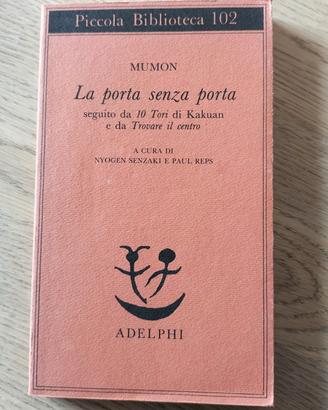 Piccola Biblioteca 102
MUMON
La porta senza porta
seguito da 10 Tori di Kakuan
e da Trovare il centro
A CURA DI
NYOGEN SENZAKI E PAUL REPS
ADELPHI